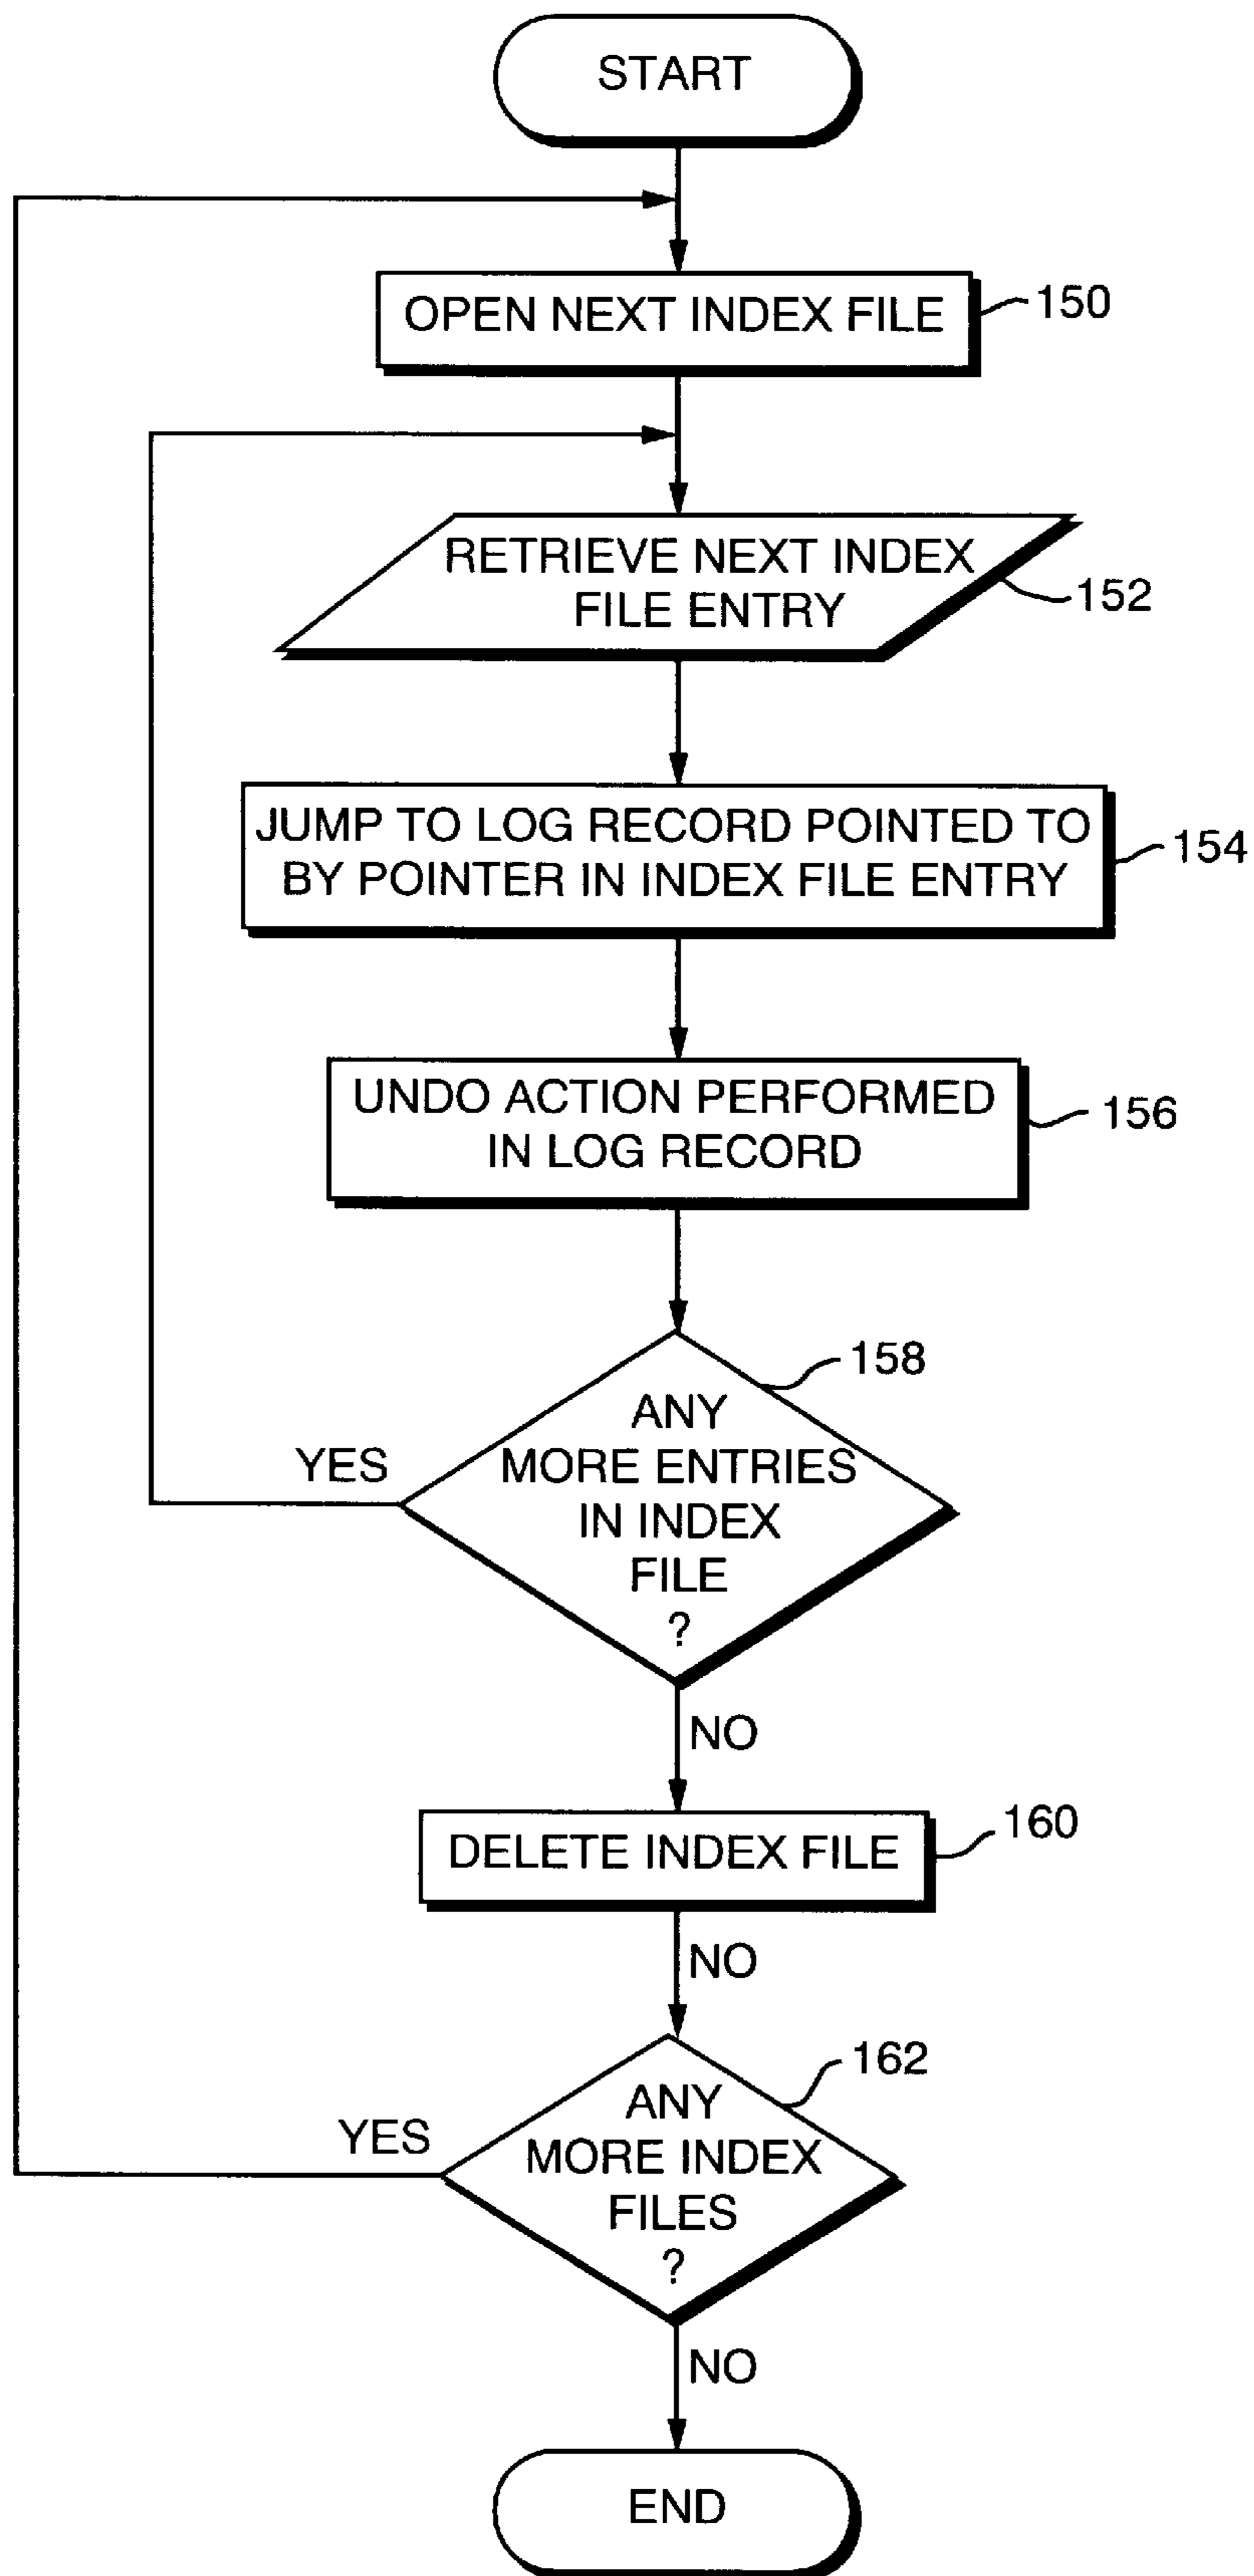 START
OPEN NEXT INDEX FILE
150
RETRIEVE NEXT INDEX
FILE ENTRY
152
JUMP TO LOG RECORD POINTED TO
BY POINTER IN INDEX FILE ENTRY
154
UNDO ACTION PERFORMED
IN LOG RECORD
156
158
ANY
MORE ENTRIES
IN INDEX
FILE
?
YES
NO
DELETE INDEX FILE
160
NO
162
ANY
MORE INDEX
FILES
?
YES
NO
END